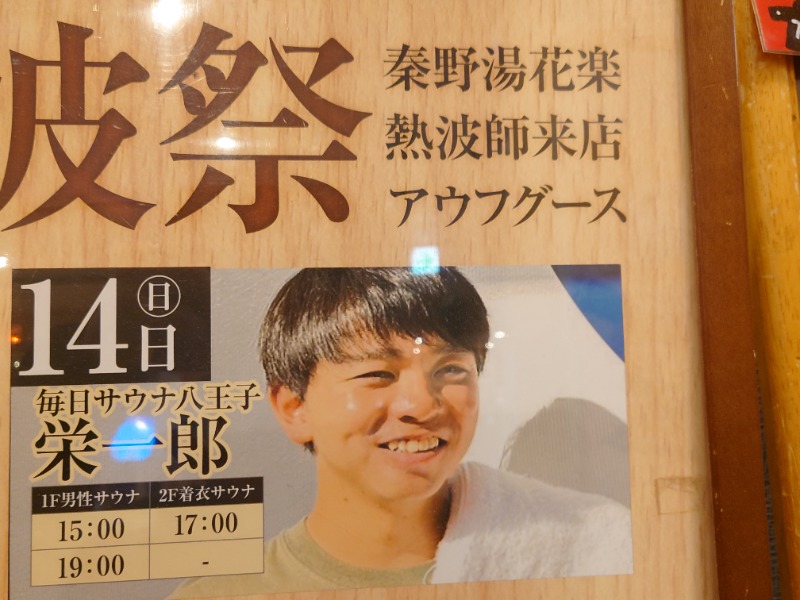 波祭
秦野湯花楽
熱波師来店
アウフグース
14日㊐
毎日サウナ八王子
栄一郎
1F男性サウナ 2F着衣サウナ
15:00 17:00
19:00 -